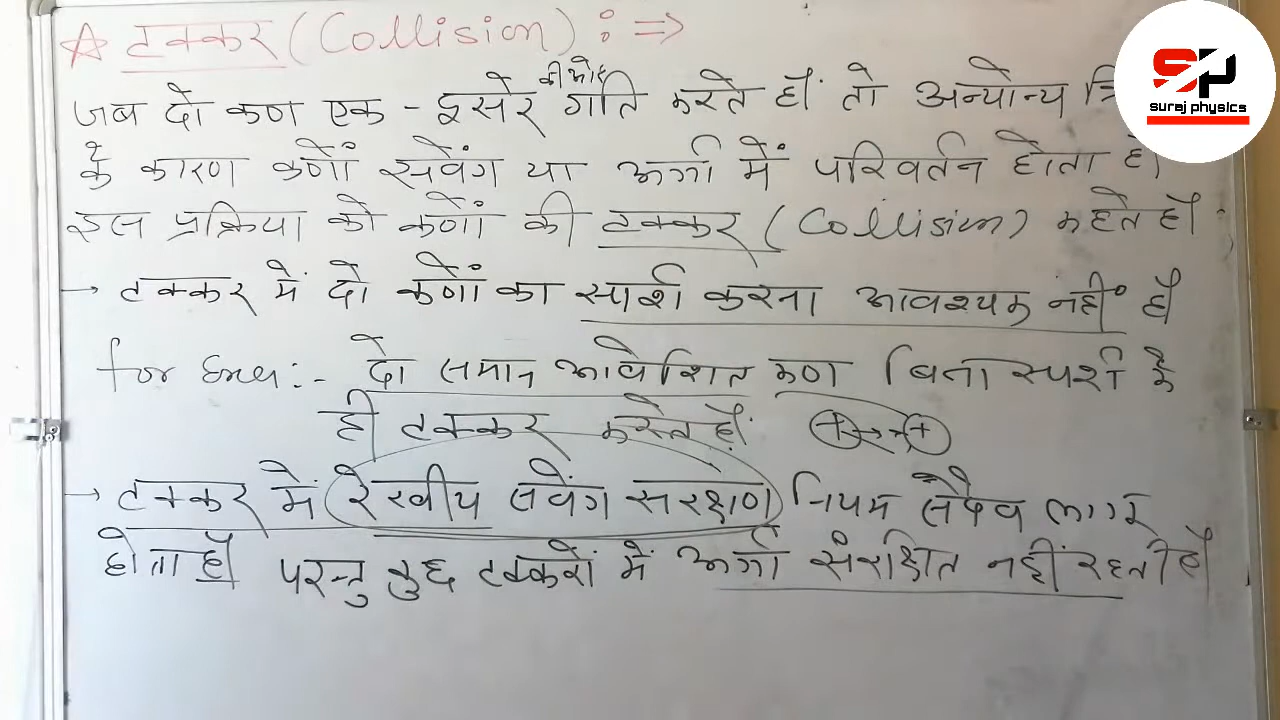 ☆ टक्कर (Collision) : ⇒
जब दो कण एक - दूसरे की ओर गति करते हैं तो अन्योन्य
के कारण कणों संवेग या ऊर्जा में परिवर्तन होता है
इस प्रक्रिया को कणों की टक्कर (Collision) कहते हैं ;
→ टक्कर में दो कणों का स्पर्श करना आवश्यक नहीं है
for :- दो समान आवेशित कण बिना स्पर्श के
ही टक्कर करते हैं + +
→ टक्कर में रेखीय संवेग संरक्षण नियम सदैव लागू
होता है परन्तु कुछ टक्करों में ऊर्जा संरक्षित नहीं रहती है
SP
suraj physics